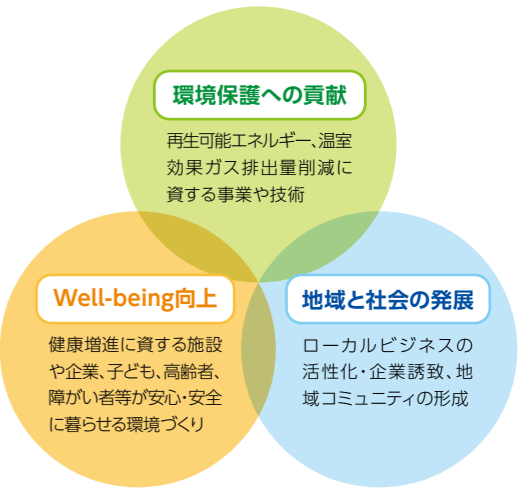 環境保護への貢献
再生可能エネルギー、温室
効果ガス排出量削減に
資する事業や技術
Well-being向上
健康増進に資する施設
や企業、子ども、高齢者、
障がい者等が安心・安全
に暮らせる環境づくり
地域と社会の発展
ローカルビジネスの
活性化・企業誘致、地
域コミュニティの形成